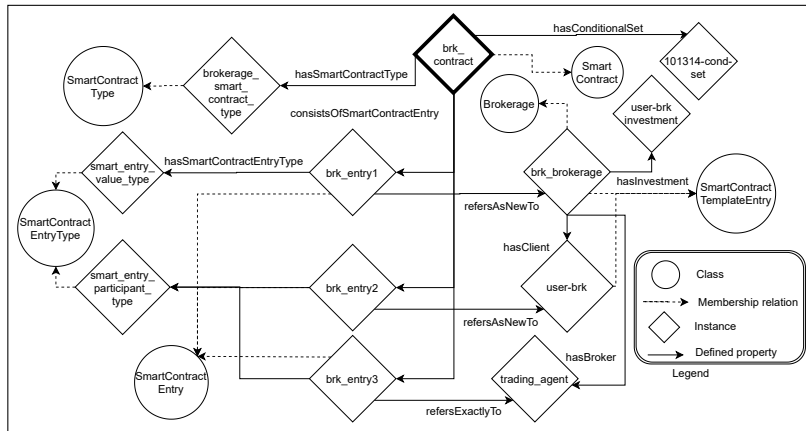 hasConditionalSet
brk_
contract
101314-cond-
set
Smart
Contract
SmartContract
Type
brokerage_
smart_
contract_
type
hasSmartContractType
Brokerage
user-brk
investment
consistsOfSmartContractEntry
smart_entry_
value_type
hasSmartContractEntryType
brk_entry1
brk_brokerage
hasInvestment
SmartContract
TemplateEntry
refersAsNewTo
SmartContract
EntryType
hasClient
smart_entry_
participant_
type
brk_entry2
user-brk
refersAsNewTo
Class
Membership relation
Instance
Defined property
Legend
hasBroker
SmartContract
Entry
brk_entry3
trading_agent
refersExactlyTo